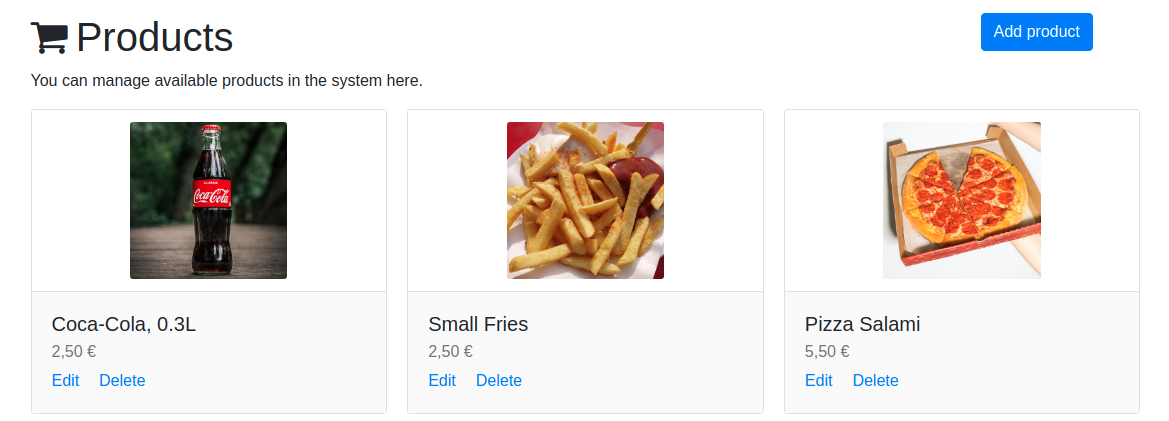 Products
Add product
You can manage available products in the system here.
CLASSIC
Coca-Cola
Coca-Cola, 0.3L
2,50 €
Edit Delete
Small Fries
2,50 €
Edit Delete
Pizza Salami
5,50 €
Edit Delete